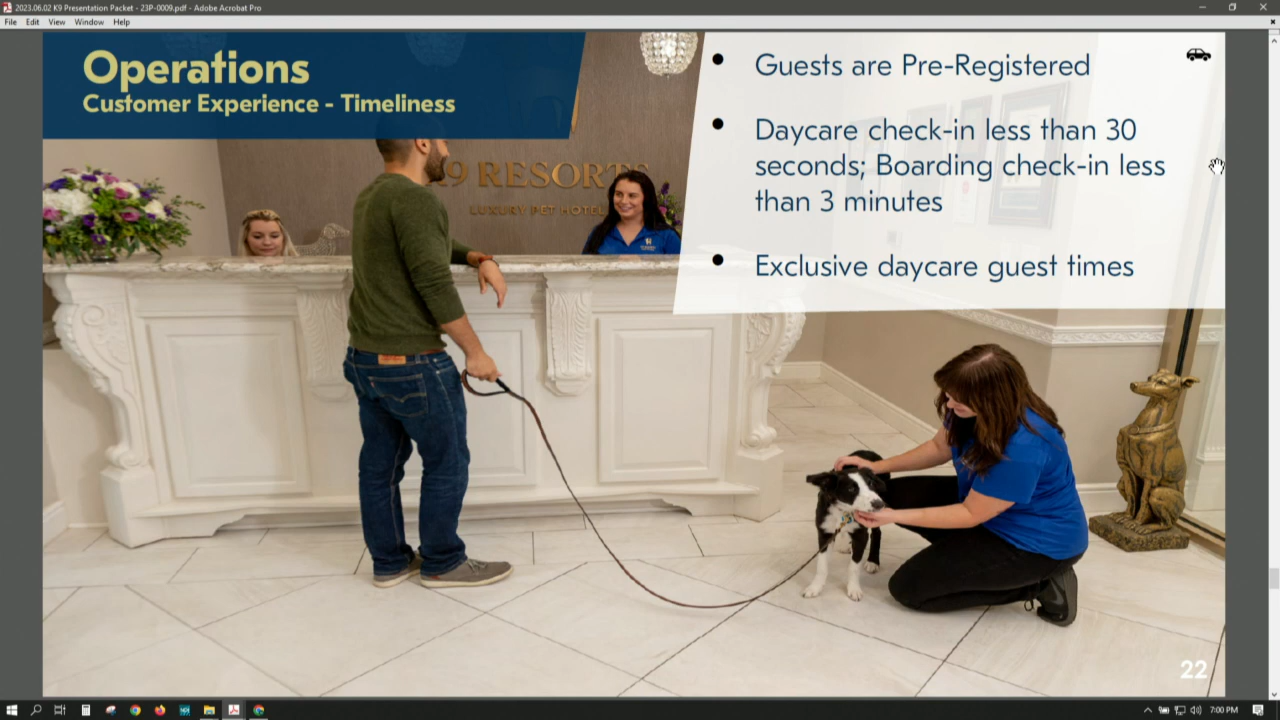 2023.06.02 K9 Presentation Packet - 23P-0009.pdf - Adobe Acrobat Pro
File Edit View Window Help
Operations
Customer Experience - Timeliness
K9 RESORTS
LUXURY PET HOTEL
• Guests are Pre-Registered
• Daycare check-in less than 30
seconds; Boarding check-in less
than 3 minutes
• Exclusive daycare guest times
22
7:00 PM